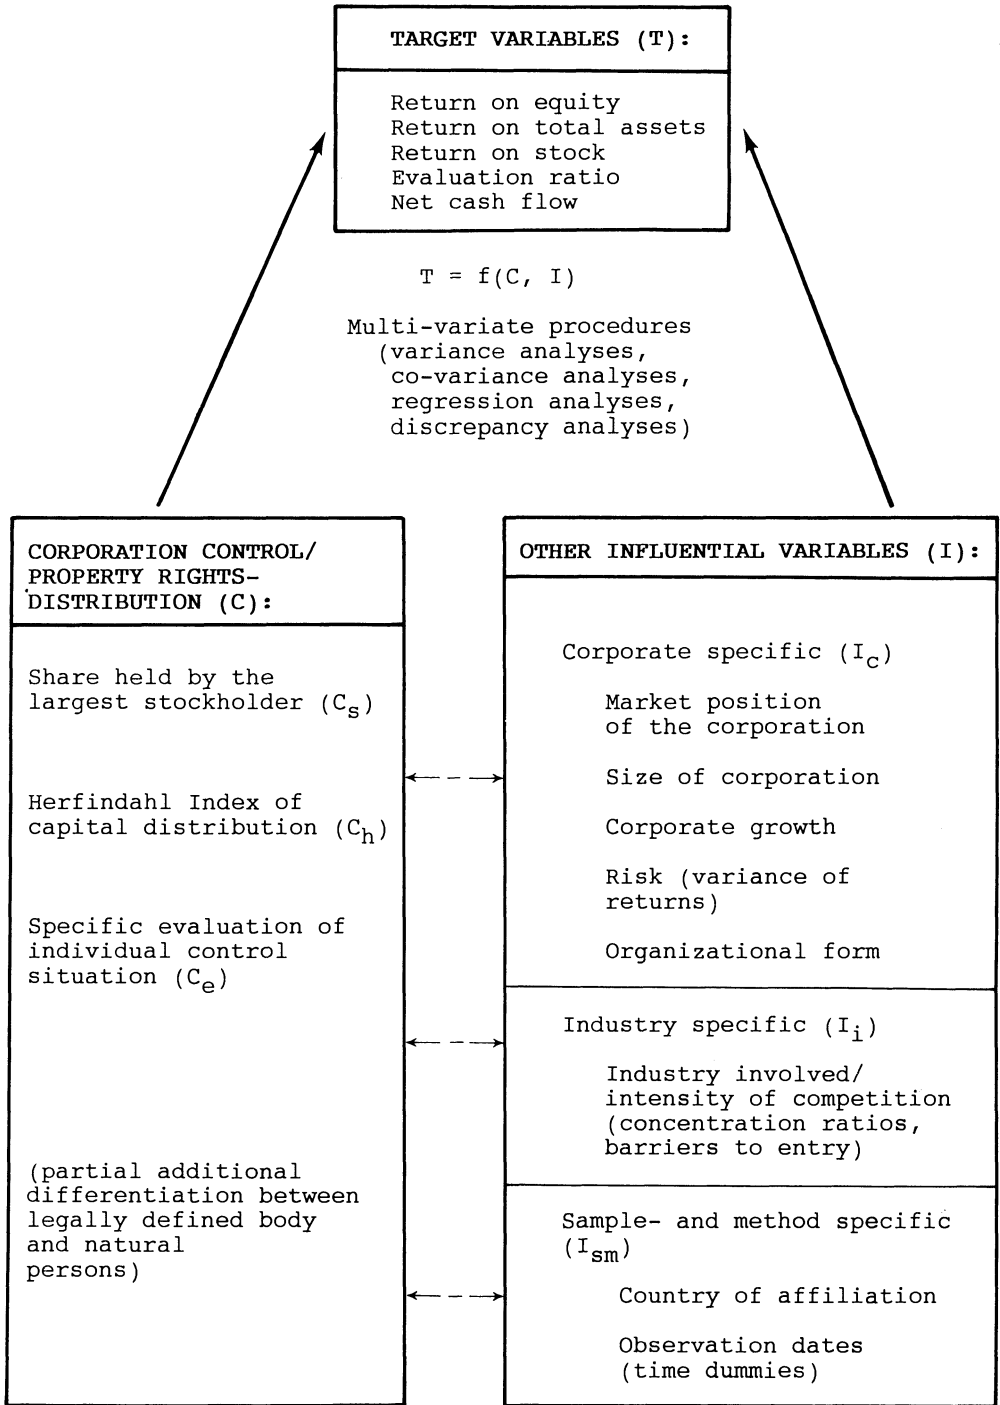 TARGET VARIABLES (T):
Return on equity
Return on total assets
Return on stock
Evaluation ratio
Net cash flow
T = f(C, I)
Multi-variate procedures
(variance analyses,
co-variance analyses,
regression analyses,
discrepancy analyses)
CORPORATION CONTROL/
PROPERTY RIGHTS-
DISTRIBUTION (C):
Share held by the
largest stockholder (Cs)
Herfindahl Index of
capital distribution (Ch)
Specific evaluation of
individual control
situation (Ce)
(partial additional
differentiation between
legally defined body
and natural
persons)
OTHER INFLUENTIAL VARIABLES (I):
Corporate specific (Ic)
Market position
of the corporation
Size of corporation
Corporate growth
Risk (variance of
returns)
Organizational form
Industry specific (Ii)
Industry involved/
intensity of competition
(concentration ratios,
barriers to entry)
Sample- and method specific
(Ism)
Country of affiliation
Observation dates
(time dummies)